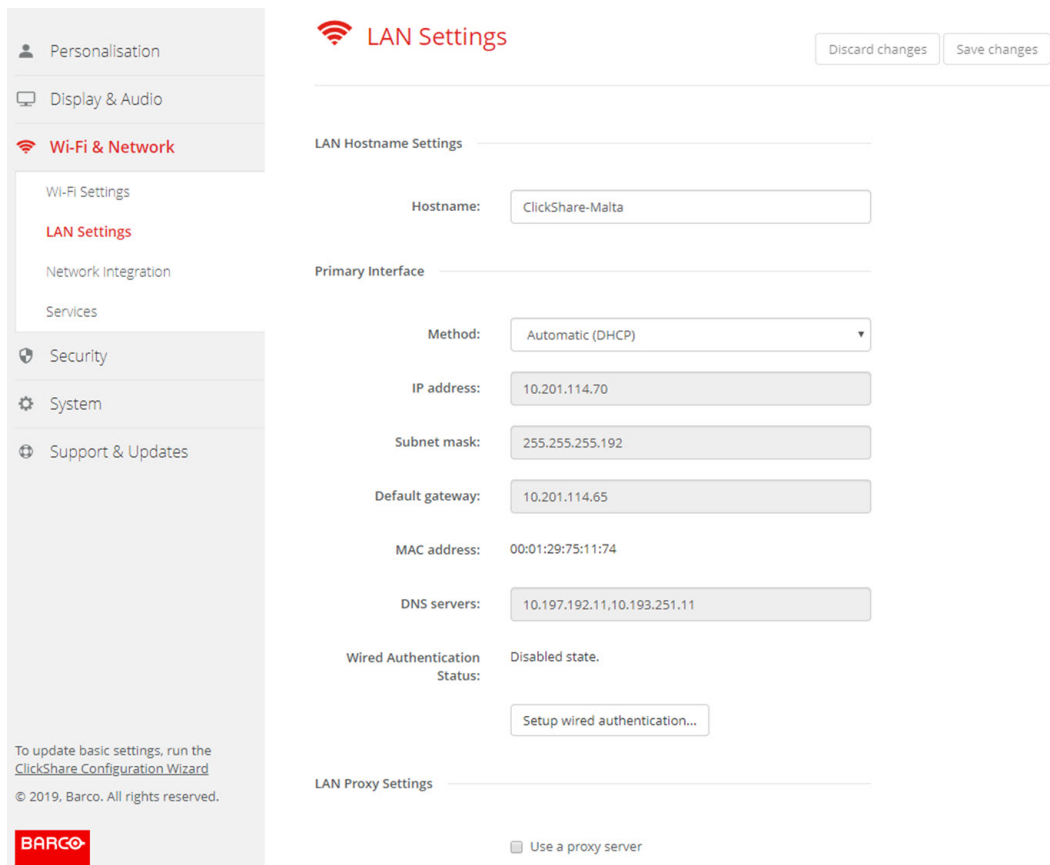 Personalisation
Display & Audio
Wi-Fi & Network
Wi-Fi Settings
LAN Settings
Network Integration
Services
Security
System
Support & Updates
To update basic settings, run the
ClickShare Configuration Wizard
© 2019, Barco. All rights reserved.
BARCO
LAN Settings
Discard changes
Save changes
LAN Hostname Settings
Hostname: ClickShare-Malta
Primary Interface
Method: Automatic (DHCP)
IP address: 10.201.114.70
Subnet mask: 255.255.255.192
Default gateway: 10.201.114.65
MAC address: 00:01:29:75:11:74
DNS servers: 10.197.192.11,10.193.251.11
Wired Authentication Disabled state.
Status:
Setup wired authentication...
LAN Proxy Settings
Use a proxy server